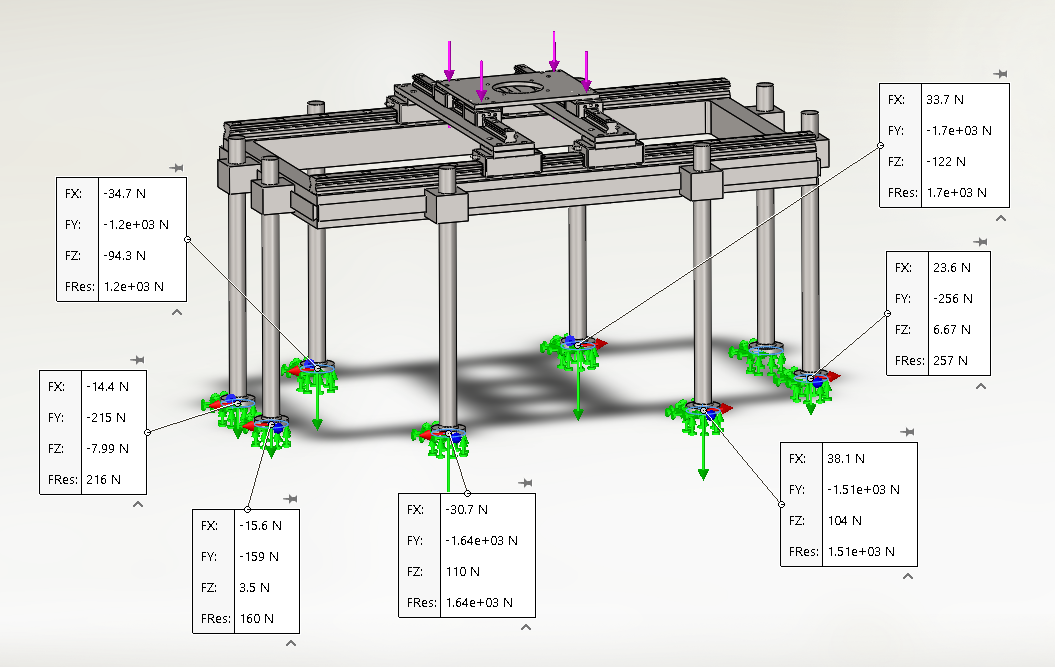 FX: 33.7 N
FY: -1.7e+03 N
FZ: -122 N
FRes: 1.7e+03 N
FX: -34.7 N
FY: -1.2e+03 N
FZ: -94.3 N
FRes: 1.2e+03 N
FX: 23.6 N
FY: -256 N
FZ: 6.67 N
FRes: 257 N
FX: -14.4 N
FY: -215 N
FZ: -7.99 N
FRes: 216 N
FX: 38.1 N
FY: -1.51e+03 N
FZ: 104 N
FRes: 1.51e+03 N
FX: -30.7 N
FY: -1.64e+03 N
FZ: 110 N
FRes: 1.64e+03 N
FX: -15.6 N
FY: -159 N
FZ: 3.5 N
FRes: 160 N